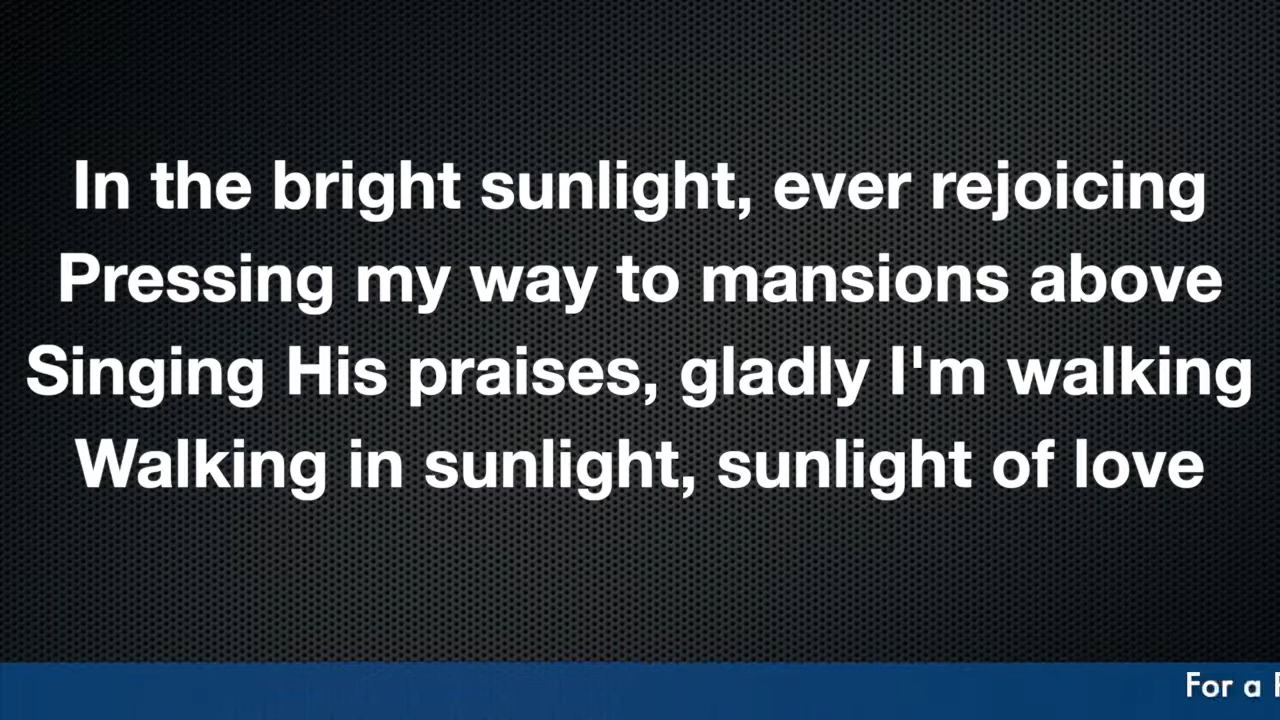 In the bright sunlight, ever rejoicing
Pressing my way to mansions above
Singing His praises, gladly I'm walking
Walking in sunlight, sunlight of love
For a